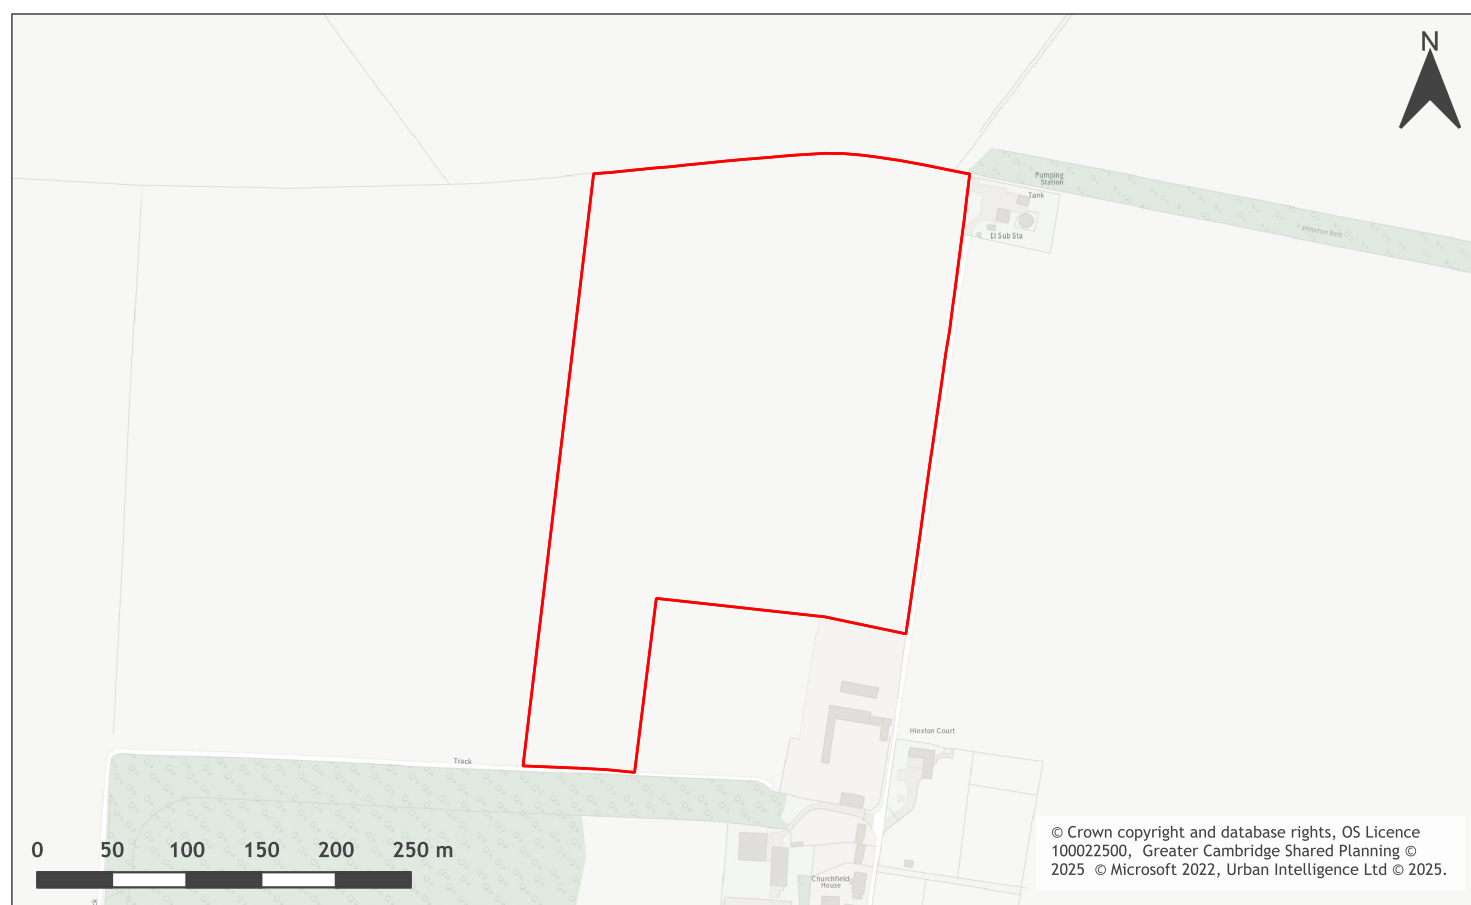 N
Pumping
Station
Tank
Hinxton Belt
El Sub Sta
Hinxton Court
Track
0 50 100 150 200 250 m
© Crown copyright and database rights, OS Licence
100022500, Greater Cambridge Shared Planning ©
2025 © Microsoft 2022, Urban Intelligence Ltd © 2025.
Churchfield
House